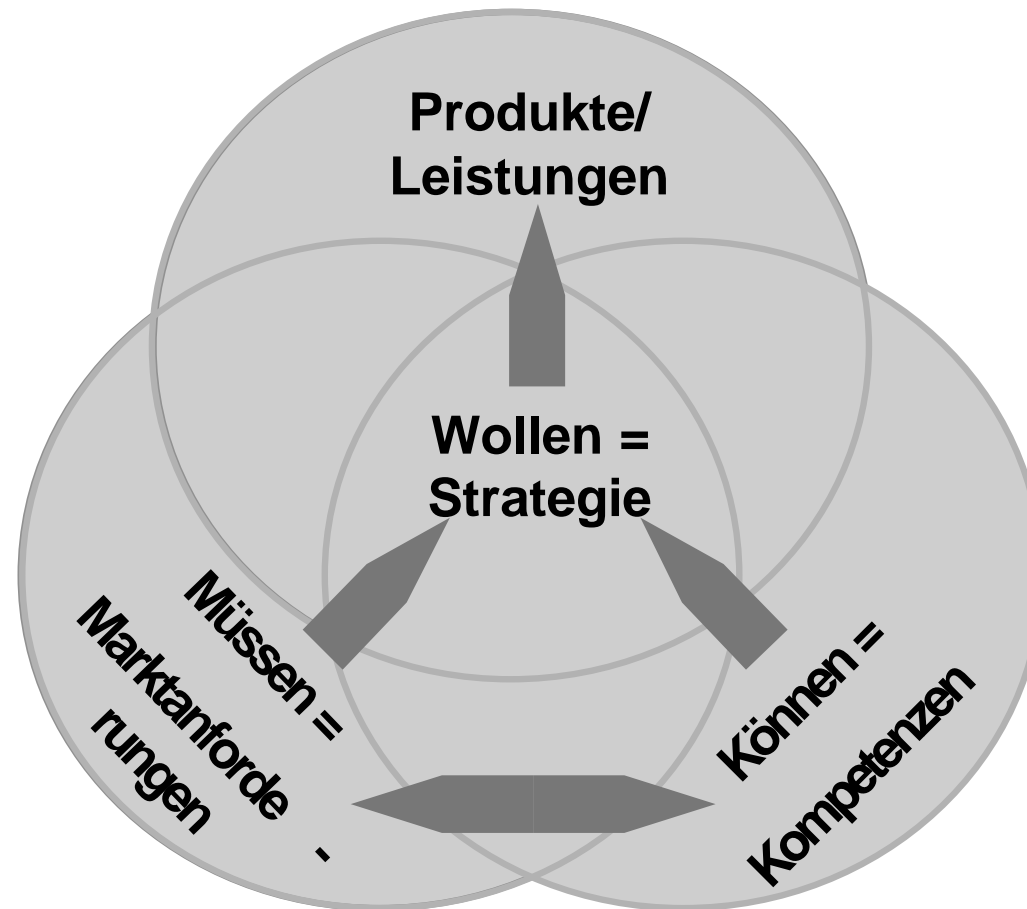 Produkte/
Leistungen
Wollen =
Strategie
Müssen =
Marktanforde -
rungen
Können =
Kompetenzen